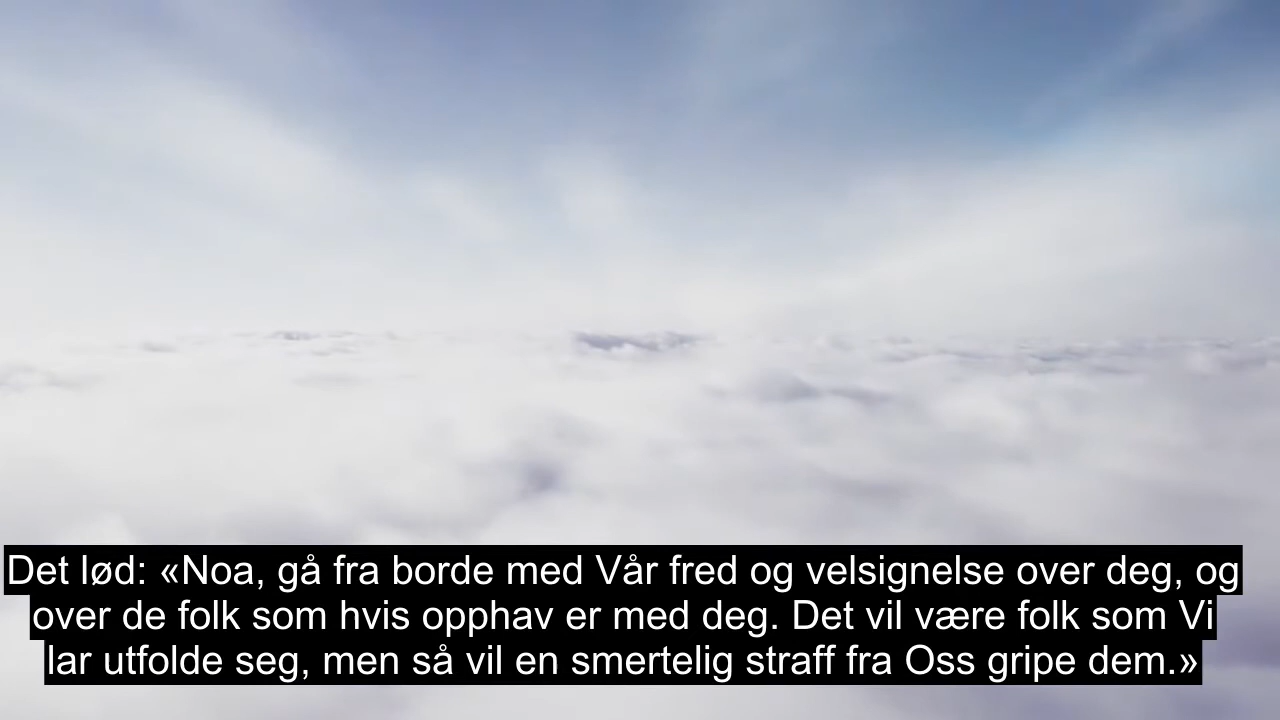 Det lød: «Noa, gå fra borde med Vår fred og velsignelse over deg, og
over de folk som hvis opphav er med deg. Det vil være folk som Vi
lar utfolde seg, men så vil en smertelig straff fra Oss gripe dem.»